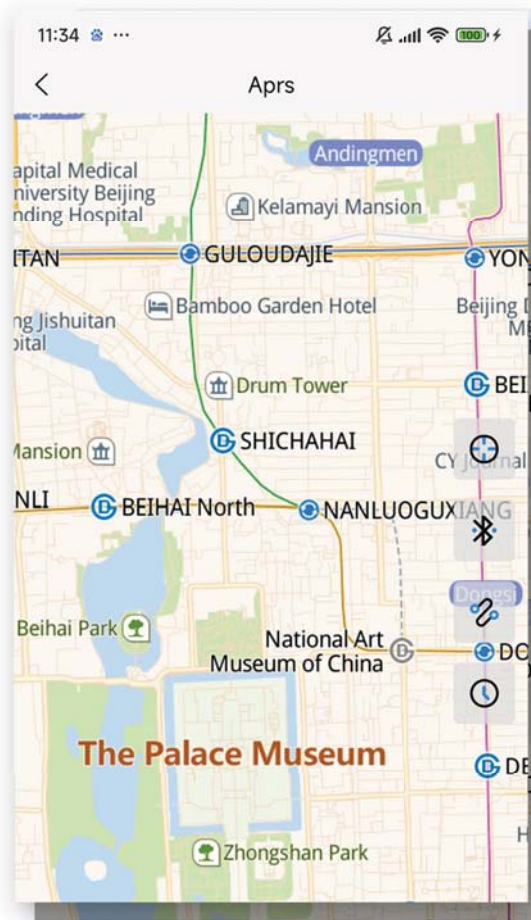 11:34
100
Aprs
Andingmen
apital Medical
niversity Beijing
nding Hospital
Kelamayi Mansion
ITAN
GULOUDAJIE
YON
ng Jishuitan
pital
Bamboo Garden Hotel
Beijing
Drum Tower
BEI
Mansion
SHICHAHAI
CY Journal
NLI
BEIHAI North
NANLUOGUXIANG
Dongsi
Beihai Park
National Art
Museum of China
DO
The Palace Museum
DE
Zhongshan Park
H